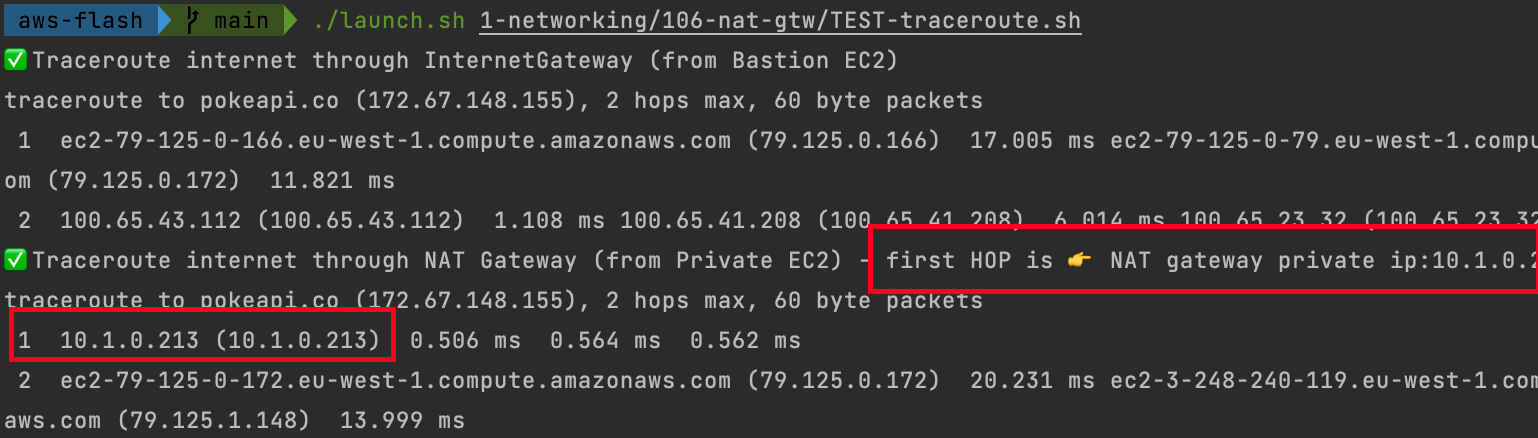 aws-flash main ./launch.sh 1-networking/106-nat-gtw/TEST-traceroute.sh
✅Traceroute internet through InternetGateway (from Bastion EC2)
traceroute to pokeapi.co (172.67.148.155), 2 hops max, 60 byte packets
1 ec2-79-125-0-166.eu-west-1.compute.amazonaws.com (79.125.0.166) 17.005 ms ec2-79-125-0-79.eu-west-1.compu
om (79.125.0.172) 11.821 ms
2 100.65.43.112 (100.65.43.112) 1.108 ms 100.65.41.208 (100.65.41.208) 6.014 ms 100.65.23.32 (100.65.23.32
✅Traceroute internet through NAT Gateway (from Private EC2) - first HOP is 👉 NAT gateway private ip:10.1.0.2
traceroute to pokeapi.co (172.67.148.155), 2 hops max, 60 byte packets
1 10.1.0.213 (10.1.0.213) 0.506 ms 0.564 ms 0.562 ms
2 ec2-79-125-0-172.eu-west-1.compute.amazonaws.com (79.125.0.172) 20.231 ms ec2-3-248-240-119.eu-west-1.com
aws.com (79.125.1.148) 13.999 ms